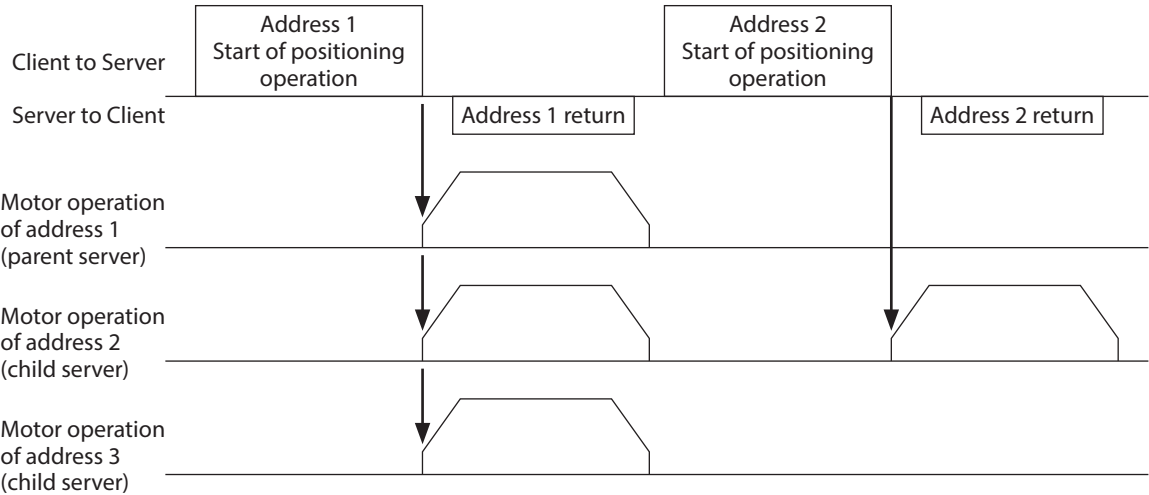 Address 1
Start of positioning
operation
Address 2
Start of positioning
operation
Client to Server
Server to Client
Address 1 return
Address 2 return
Motor operation
of address 1
(parent server)
Motor operation
of address 2
(child server)
Motor operation
of address 3
(child server)